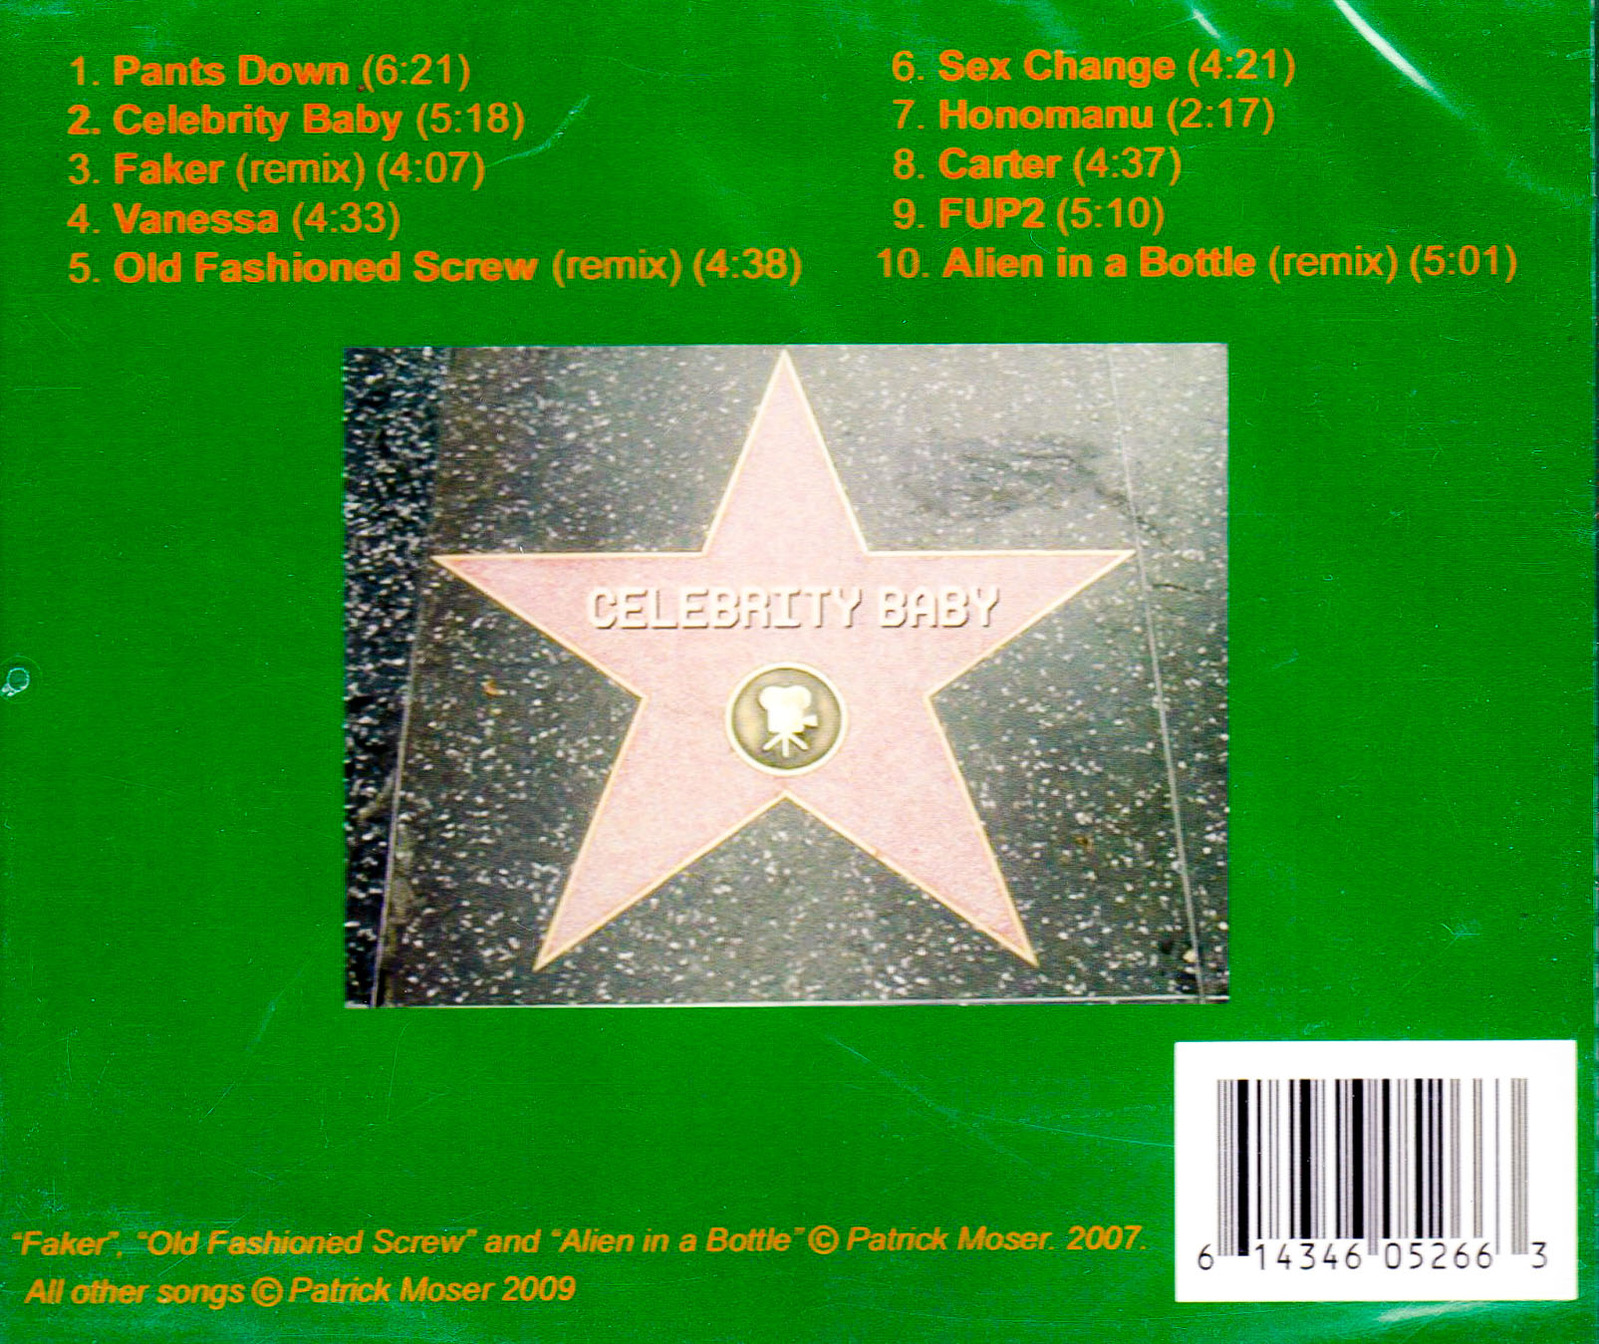 1. Pants Down (6:21)
2. Celebrity Baby (5:18)
3. Faker (remix) (4:07)
4. Vanessa (4:33)
5. Old Fashioned Screw (remix) (4:38)
6. Sex Change (4:21)
7. Honomanu (2:17)
8. Carter (4:37)
9. FUP2 (5:10)
10. Alien in a Bottle (remix) (5:01)
CELEBRITY BABY
"Faker", "Old Fashioned Screw" and "Alien in a Bottle" © Patrick Moser. 2007.
All other songs © Patrick Moser 2009
6 14346 05266 3